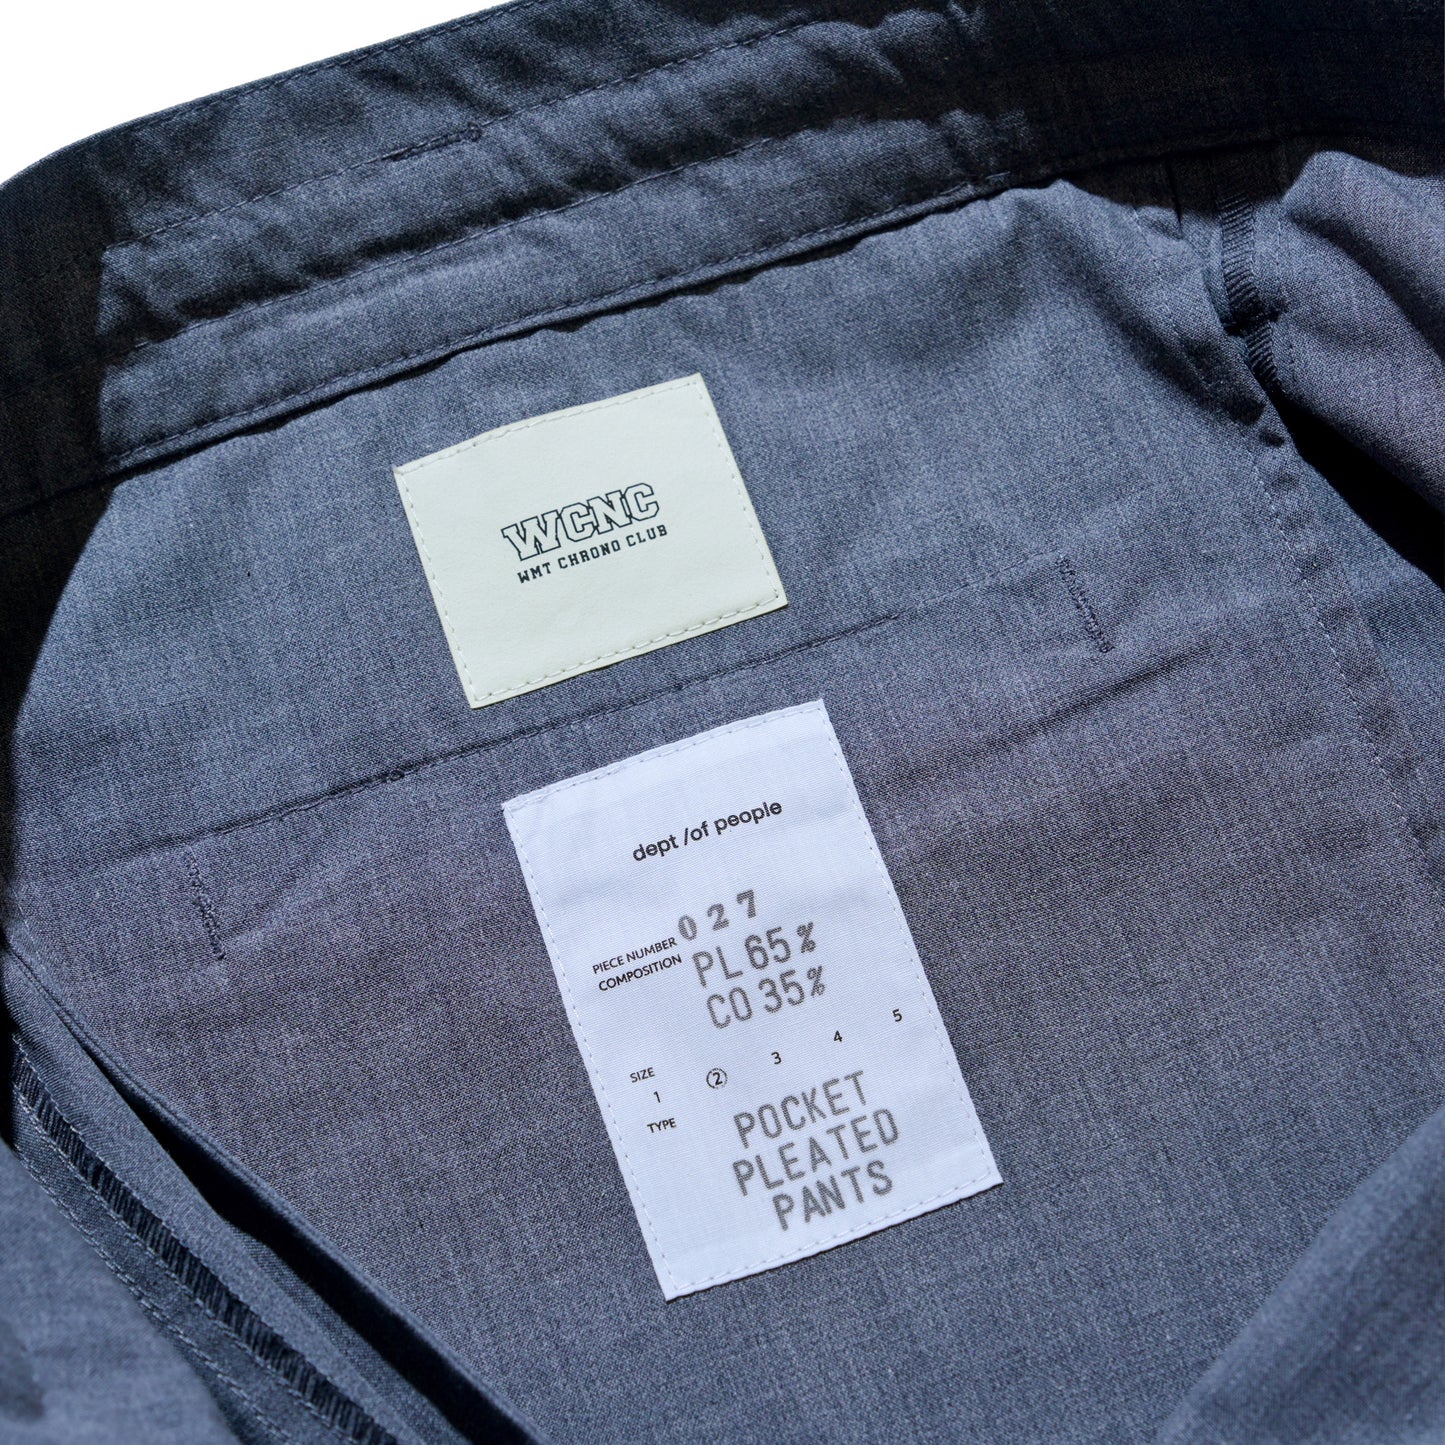 WCNC
WMT CHRONO CLUB
dept /of people
PIECE NUMBER 027
COMPOSITION PL 65%
CO 35%
SIZE 1 2 3 4 5
TYPE POCKET
PLEATED
PANTS